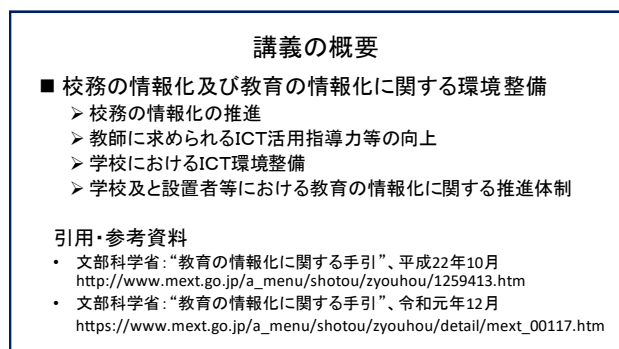 講義の概要
■ 校務の情報化及び教育の情報化に関する環境整備
➢ 校務の情報化の推進
➢ 教師に求められるICT活用指導力等の向上
➢ 学校におけるICT環境整備
➢ 学校及と設置者等における教育の情報化に関する推進体制
引用・参考資料
• 文部科学省:“教育の情報化に関する手引”、平成22年10月
http://www.mext.go.jp/a_menu/shotou/zyouhou/1259413.htm
• 文部科学省:“教育の情報化に関する手引”、令和元年12月
https://www.mext.go.jp/a_menu/shotou/zyouhou/detail/mext_00117.htm